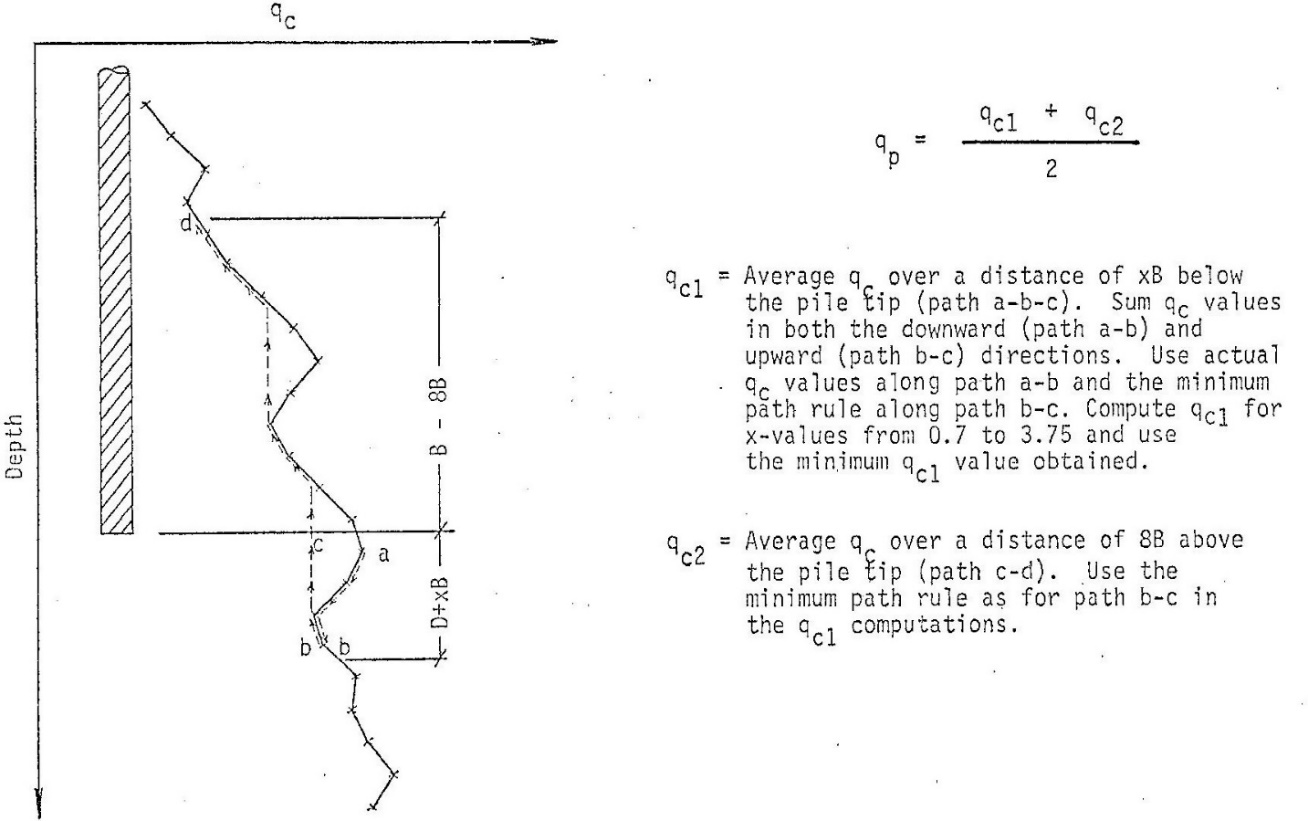 q_c
Depth
d
B - 8B
c
a
D+xB
b
b
q_p = (q_c1 + q_c2) / 2
q_c1 = Average q_c over a distance of xB below
the pile tip (path a-b-c). Sum q_c values
in both the downward (path a-b) and
upward (path b-c) directions. Use actual
q_c values along path a-b and the minimum
path rule along path b-c. Compute q_c1 for
x-values from 0.7 to 3.75 and use
the minimum q_c1 value obtained.
q_c2 = Average q_c over a distance of 8B above
the pile tip (path c-d). Use the
minimum path rule as for path b-c in
the q_c1 computations.